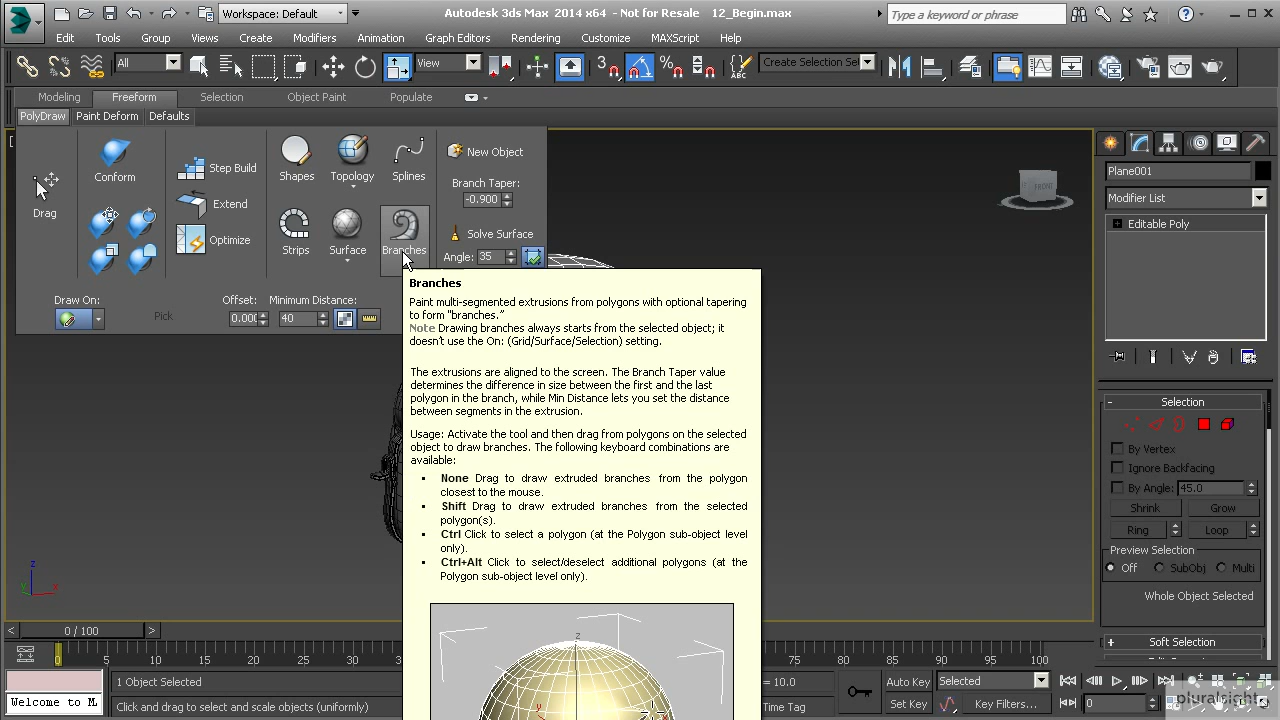 Workspace: Default
Autodesk 3ds Max 2014 x64 - Not for Resale 12_Begin.max
Type a keyword or phrase
Edit Tools Group Views Create Modifiers Animation Graph Editors Rendering Customize MAXScript Help
All
View
3
Create Selection Se
Modeling Freeform Selection Object Paint Populate
PolyDraw Paint Deform Defaults
Drag
Conform
Step Build
Extend
Optimize
Shapes Topology Splines
Strips Surface Branches
New Object
Branch Taper:
-0.900
Solve Surface
Angle: 35
Draw On:
Pick
Offset: Minimum Distance:
0.000 40
Branches
Paint multi-segmented extrusions from polygons with optional tapering
to form "branches."
Note Drawing branches always starts from the selected object; it
doesn't use the On: (Grid/Surface/Selection) setting.
The extrusions are aligned to the screen. The Branch Taper value
determines the difference in size between the first and the last
polygon in the branch, while Min Distance lets you set the distance
between segments in the extrusion.
Usage: Activate the tool and then drag from polygons on the selected
object to draw branches. The following keyboard combinations are
available:
None Drag to draw extruded branches from the polygon
closest to the mouse.
Shift Drag to draw extruded branches from the selected
polygon(s).
Ctrl Click to select a polygon (at the Polygon sub-object level
only).
Ctrl+Alt Click to select/deselect additional polygons (at the
Polygon sub-object level only).
z
FRONT
Plane001
Modifier List
Editable Poly
Selection
By Vertex
Ignore Backfacing
By Angle: 45.0
Shrink Grow
Ring Loop
Preview Selection
Off SubObj Multi
Whole Object Selected
Soft Selection
z
y x
0 / 100
0 5 10 15 20 25 30 75 80 85 90 95 100
1 Object Selected
Welcome to M
Click and drag to select and scale objects (uniformly)
= 10.0
Time Tag
Auto Key Selected
Set Key Key Filters...
0
pluralsight